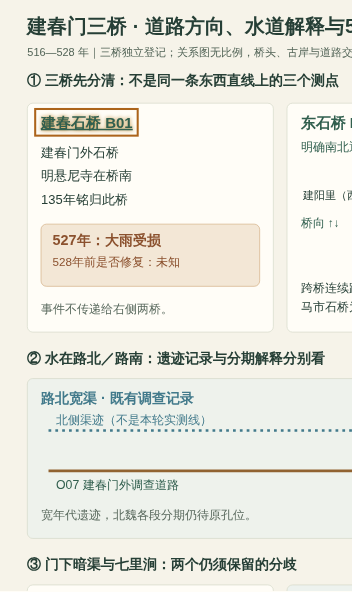 建春门三桥 · 道路方向、水道解释与5
516—528 年｜三桥独立登记；关系图无比例，桥头、古岸与道路交
① 三桥先分清：不是同一条东西直线上的三个测点
建春石桥 B01
建春门外石桥
明悬尼寺在桥南
135年铭归此桥
527年：大雨受损
528年前是否修复：未知
事件不传递给右侧两桥。
东石桥
明确南北
建阳里（西
桥向 ↑↓
跨桥连续
马市石桥
② 水在路北／路南：遗迹记录与分期解释分别看
路北宽渠 · 既有调查记录
北侧渠迹（不是本轮实测线）
O07 建春门外调查道路
宽年代遗迹，北魏各段分期仍待原孔位。
③ 门下暗渠与七里涧：两个仍须保留的分歧